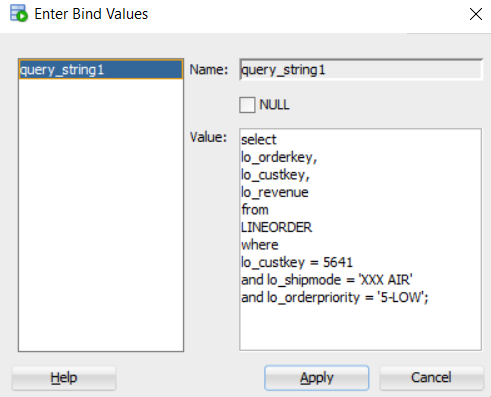 Enter Bind Values
query_string1
Name: query_string1
NULL
Value:
select
lo_orderkey,
lo_custkey,
lo_revenue
from
LINEORDER
where
lo_custkey = 5641
and lo_shipmode = 'XXX AIR'
and lo_orderpriority = '5-LOW';
Help
Apply
Cancel